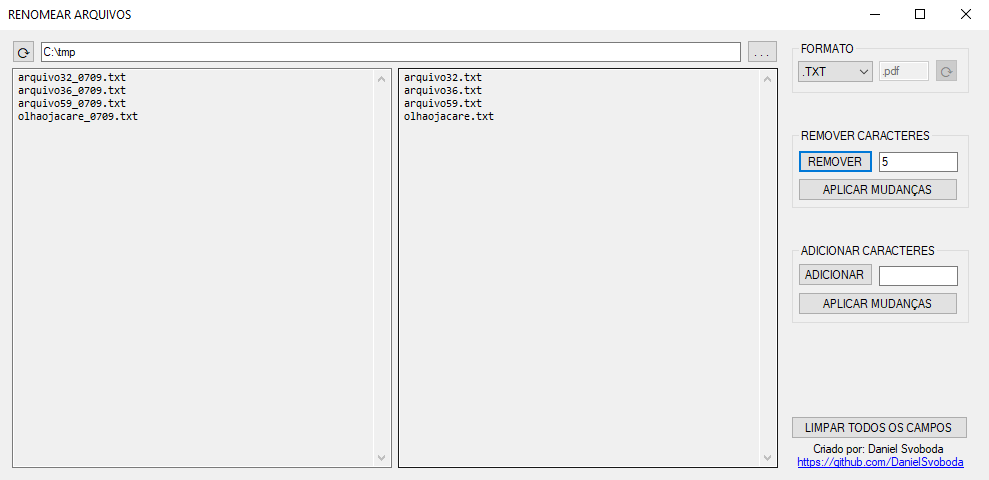 RENOMEAR ARQUIVOS
C:\tmp
...
arquivo32_0709.txt
arquivo36_0709.txt
arquivo59_0709.txt
olhaojacare_0709.txt
arquivo32.txt
arquivo36.txt
arquivo59.txt
olhaojacare.txt
FORMATO
.TXT
.pdf
REMOVER CARACTERES
REMOVER
5
APLICAR MUDANÇAS
ADICIONAR CARACTERES
ADICIONAR
APLICAR MUDANÇAS
LIMPAR TODOS OS CAMPOS
Criado por: Daniel Svoboda
https://github.com/DanielSvoboda